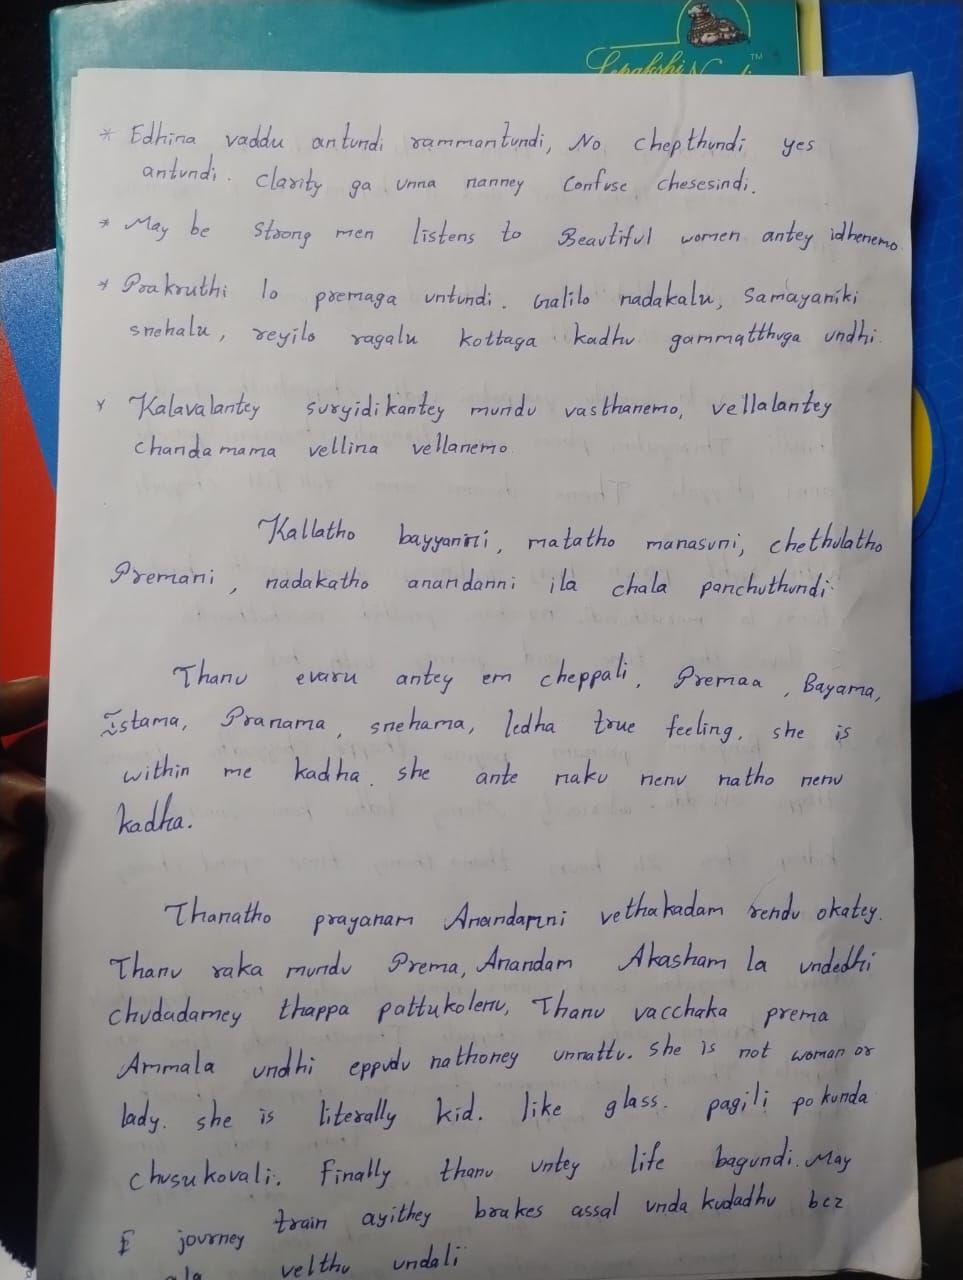 Lepakshi
TM
* Edhina vaddu antundi rammantundi, No chepthundi yes
antundi. Clarity ga unna nanney Confuse chesesindi.
* May be Strong men listens to Beautiful women antey idhenemo
* Prakruthi lo premaga untundi. Galilo nadakalu, Samayaniki
snehalu, reyilo ragalu kottaga kadhu gammatthuga undhi.
* Kalavalantey suryidikantey mundu vasthanemo, vellalantey
chandamama vellina vellanemo
Kallatho bayyanni, matatho manasuni, chethulatho
Premani, nadakatho anandanni ila chala panchuthundi.
Thanu evaru antey em cheppali, Premaa, Bayama,
Istama, Pranama, snehama, ledha true feeling. she is
within me kadha. she ante naku nenu natho nenu
kadha.
Thanatho prayanam Anandamni vethakadam rendu okatey.
Thanu raka mundu Prema, Anandam Akasham la undedhi
chudadamey thappa pattukolenu, Thanu vacchaka prema
Ammala undhi eppudu nathoney unnattu. she is not woman or
lady. she is literally kid. like glass. pagili pokunda
chusukovali. Finally thanu untey life bagundi. May
journey train ayithey brakes assal unda kudadhu bcz
velthu undali